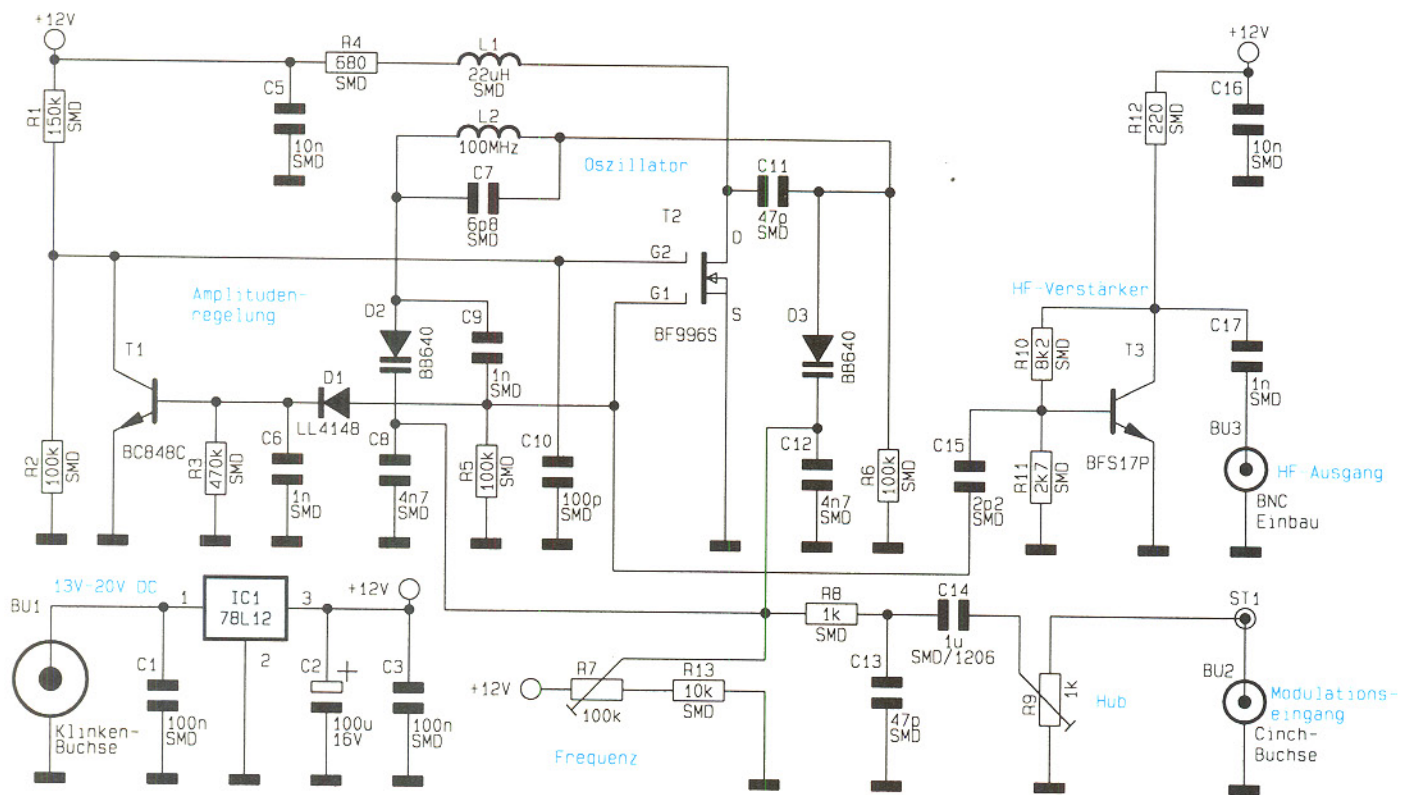 +12V
R1
150k
SMD
C5
10n
SMD
R4
680
SMD
L1
22uH
SMD
L2
100MHz
C7
6p8
SMD
Oszillator
T2
G2
G1
D
S
BF996S
C11
47p
SMD
D3
BB640
C12
4n7
SMD
R6
100k
SMD
+12V
R12
220
SMD
C16
10n
SMD
HF-Verstärker
R10
8k2
SMD
T3
BFS17P
C17
1n
SMD
BU3
HF-Ausgang
BNC
Einbau
C15
2p2
SMD
R11
2k7
SMD
Amplituden-
regelung
T1
BC848C
R2
100k
SMD
R3
470k
SMD
C6
1n
SMD
D1
LL4148
D2
BB640
C8
4n7
SMD
C9
1n
SMD
R5
100k
SMD
C10
100p
SMD
13V-20V DC
BU1
Klinken-
Buchse
C1
100n
SMD
1
IC1
78L12
3
2
+12V
C2
+
100u
16V
C3
100n
SMD
+12V
R7
100k
R13
10k
SMD
Frequenz
R8
1k
SMD
C13
47p
SMD
C14
1u
SMD/1206
R9
1k
Hub
ST1
BU2
Modulations-
eingang
Cinch-
Buchse